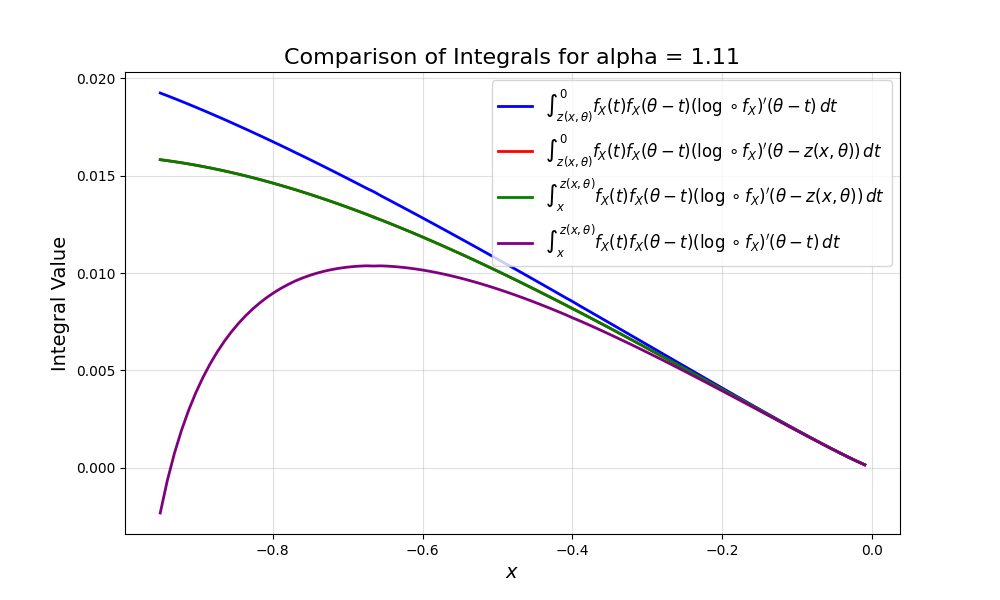 Comparison of Integrals for alpha = 1.11
0.020
∫_{z(x, θ)}^{0} f_X(t)f_X(θ − t)(log ∘ f_X)′(θ − t) dt
∫_{z(x, θ)}^{0} f_X(t)f_X(θ − t)(log ∘ f_X)′(θ − z(x, θ)) dt
∫_{x}^{z(x, θ)} f_X(t)f_X(θ − t)(log ∘ f_X)′(θ − z(x, θ)) dt
∫_{x}^{z(x, θ)} f_X(t)f_X(θ − t)(log ∘ f_X)′(θ − t) dt
0.015
0.010
0.005
0.000
Integral Value
−0.8 −0.6 −0.4 −0.2 0.0
x